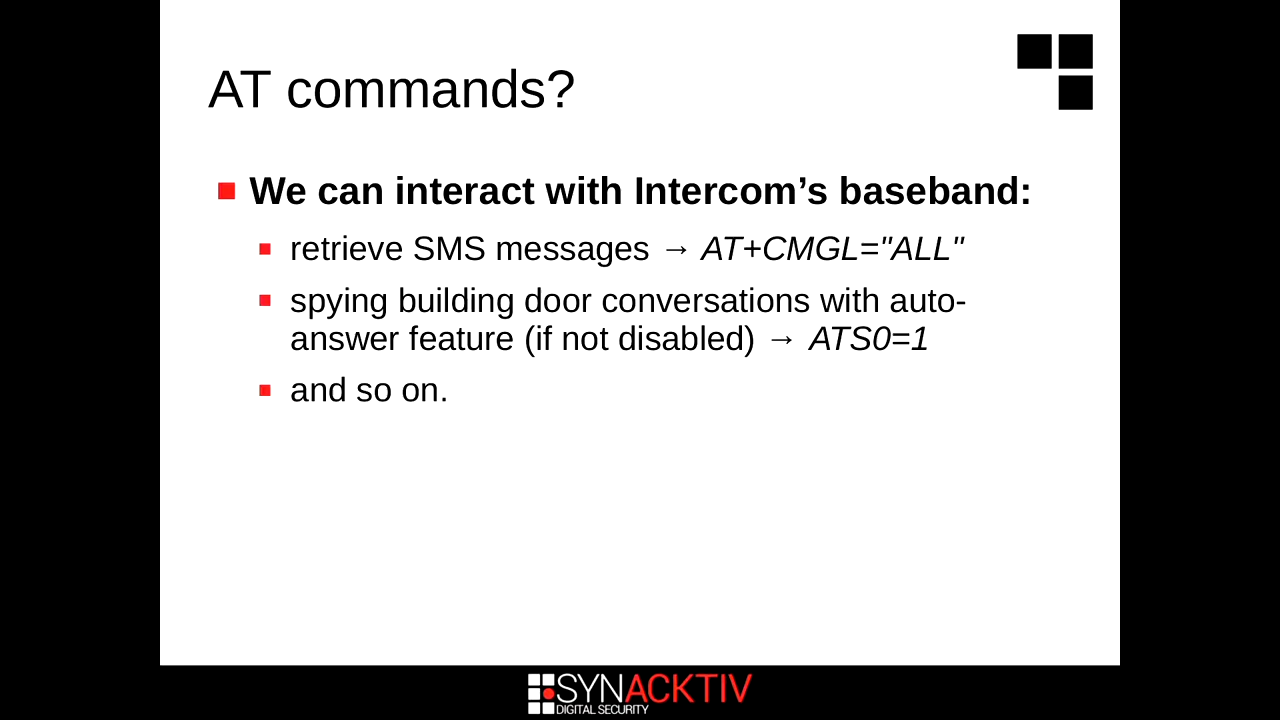 AT commands?
We can interact with Intercom’s baseband:
retrieve SMS messages → AT+CMGL="ALL"
spying building door conversations with auto-
answer feature (if not disabled) → ATS0=1
and so on.
SYNACKTIV
DIGITAL SECURITY